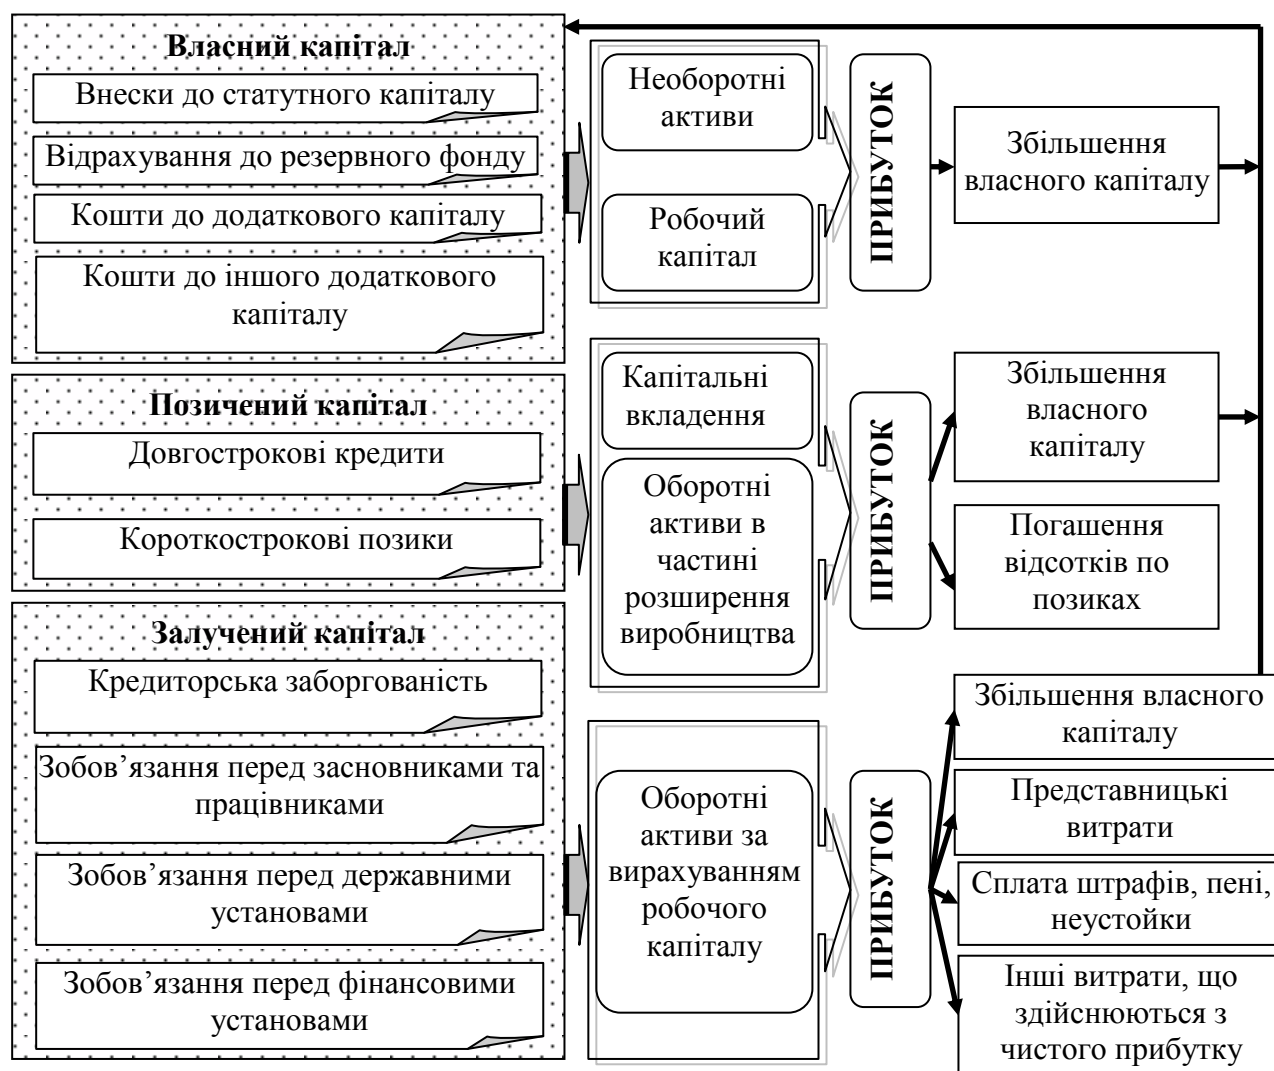 Власний капітал
Внески до статутного капіталу
Відрахування до резервного фонду
Кошти до додаткового капіталу
Кошти до іншого додаткового
капіталу
Необоротні
активи
Робочий
капітал
ПРИБУТОК
Збільшення
власного капіталу
Позичений капітал
Довгострокові кредити
Короткострокові позики
Капітальні
вкладення
Оборотні
активи в
частині
розширення
виробництва
ПРИБУТОК
Збільшення
власного
капіталу
Погашення
відсотків по
позиках
Залучений капітал
Кредиторська заборгованість
Зобов’язання перед засновниками та
працівниками
Зобов’язання перед державними
установами
Зобов’язання перед фінансовими
установами
Оборотні
активи за
вирахуванням
робочого
капіталу
ПРИБУТОК
Збільшення власного
капіталу
Представницькі
витрати
Сплата штрафів, пені,
неустойки
Інші витрати, що
здійснюються з
чистого прибутку